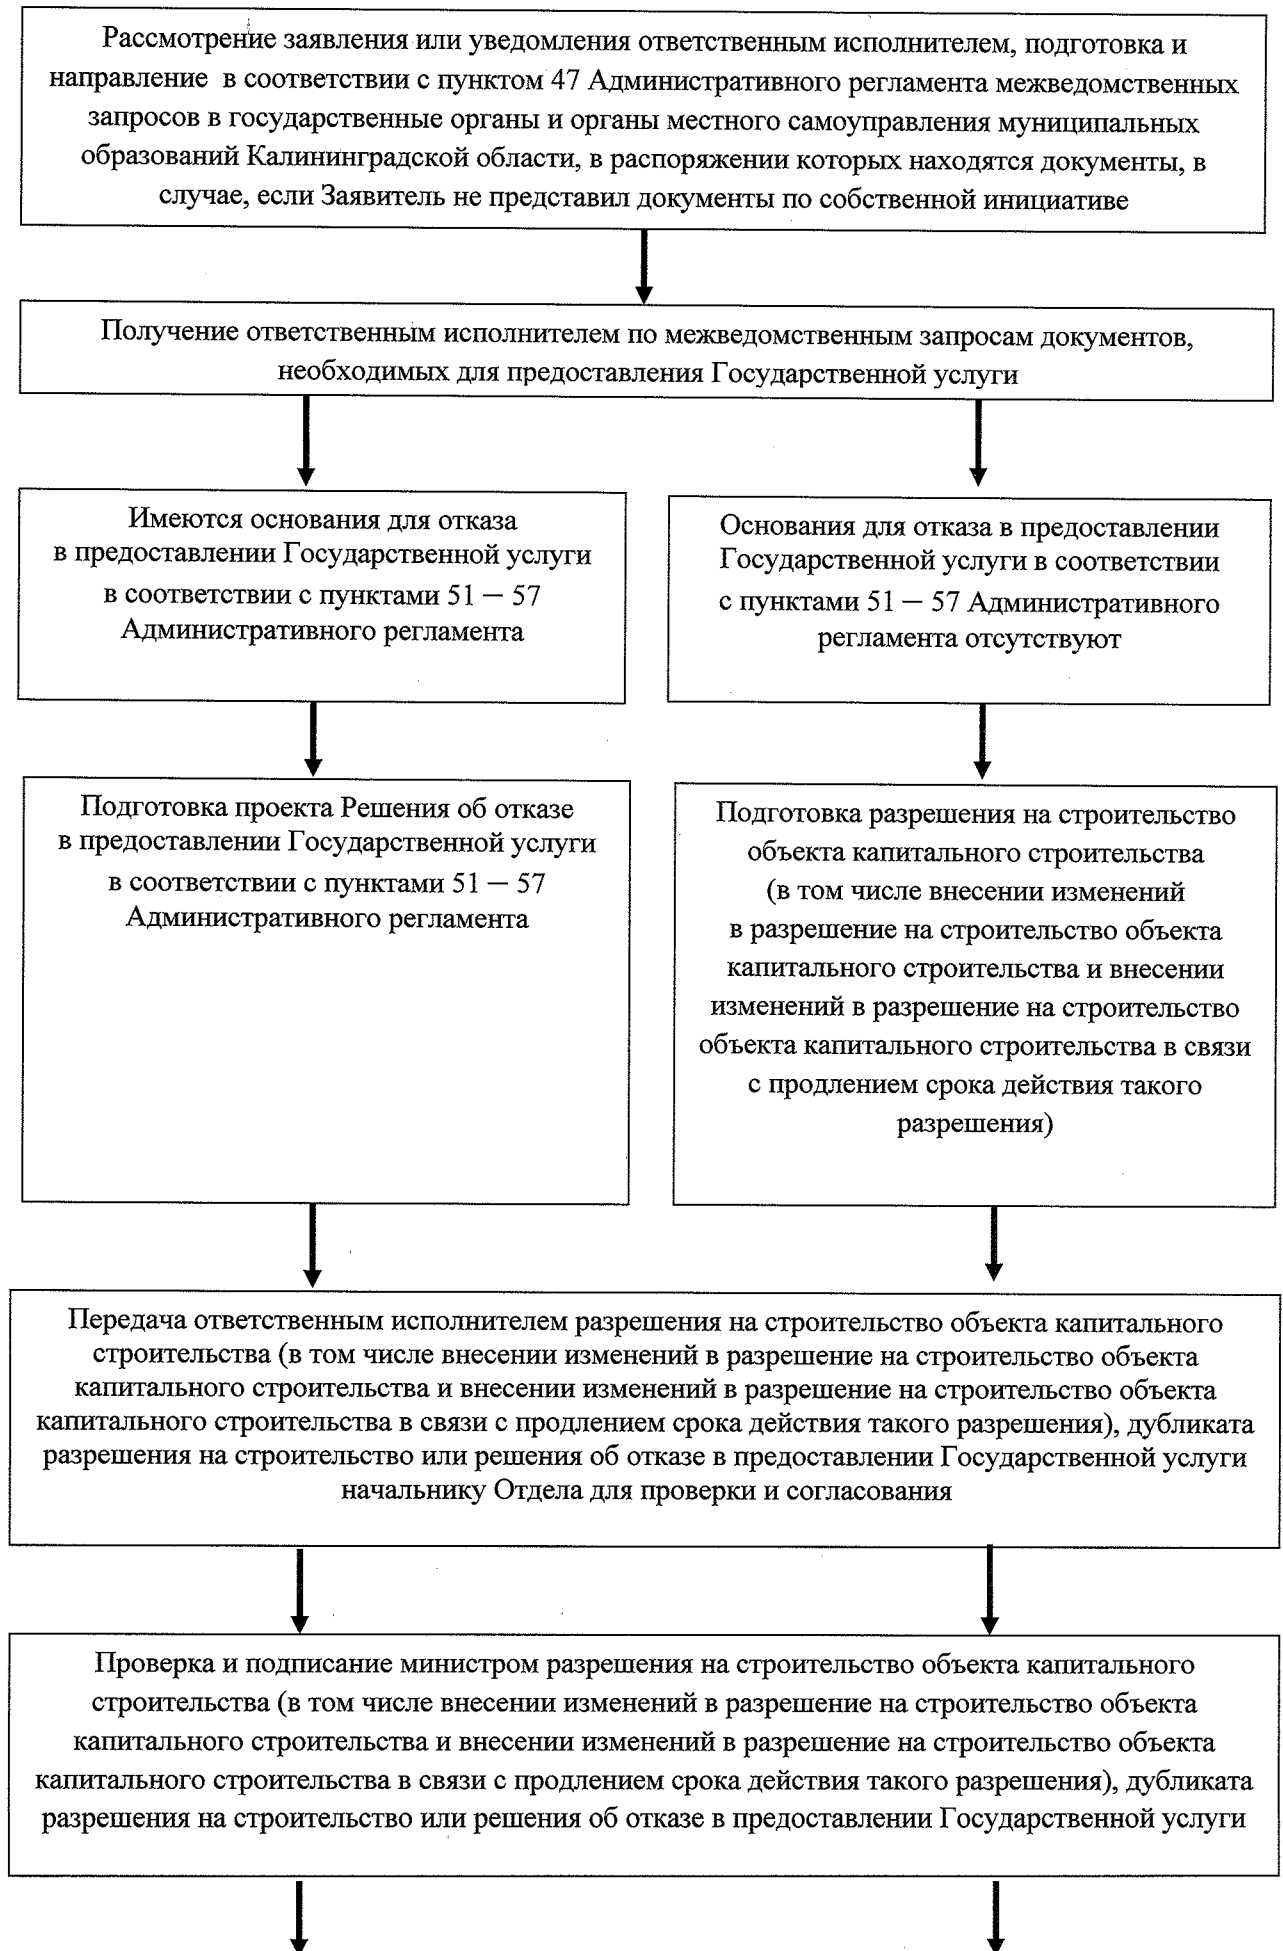 Рассмотрение заявления или уведомления ответственным исполнителем, подготовка и
направление в соответствии с пунктом 47 Административного регламента межведомственных
запросов в государственные органы и органы местного самоуправления муниципальных
образований Калининградской области, в распоряжении которых находятся документы, в
случае, если Заявитель не представил документы по собственной инициативе
Получение ответственным исполнителем по межведомственным запросам документов,
необходимых для предоставления Государственной услуги
Имеются основания для отказа
в предоставлении Государственной услуги
в соответствии с пунктами 51 — 57
Административного регламента
Основания для отказа в предоставлении
Государственной услуги в соответствии
с пунктами 51 — 57 Административного
регламента отсутствуют
Подготовка проекта Решения об отказе
в предоставлении Государственной услуги
в соответствии с пунктами 51 — 57
Административного регламента
Подготовка разрешения на строительство
объекта капитального строительства
(в том числе внесении изменений
в разрешение на строительство объекта
капитального строительства и внесении
изменений в разрешение на строительство
объекта капитального строительства в связи
с продлением срока действия такого
разрешения)
Передача ответственным исполнителем разрешения на строительство объекта капитального
строительства (в том числе внесении изменений в разрешение на строительство объекта
капитального строительства и внесении изменений в разрешение на строительство объекта
капитального строительства в связи с продлением срока действия такого разрешения), дубликата
разрешения на строительство или решения об отказе в предоставлении Государственной услуги
начальнику Отдела для проверки и согласования
Проверка и подписание министром разрешения на строительство объекта капитального
строительства (в том числе внесении изменений в разрешение на строительство объекта
капитального строительства и внесении изменений в разрешение на строительство объекта
капитального строительства в связи с продлением срока действия такого разрешения), дубликата
разрешения на строительство или решения об отказе в предоставлении Государственной услуги